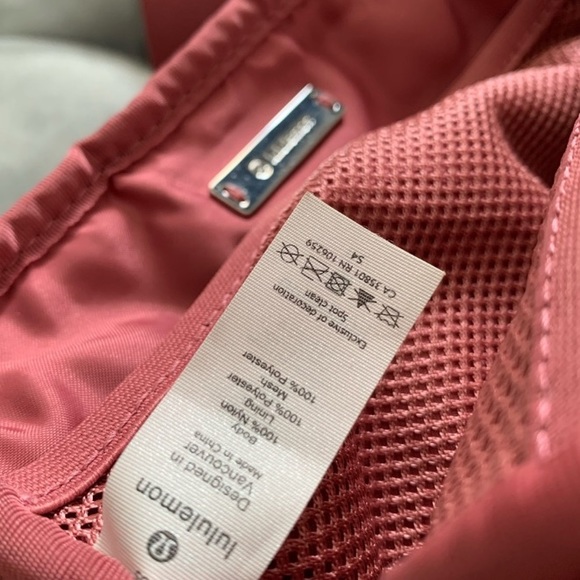 lululemon
Designed in
Vancouver
Made in China
Body
100% Nylon
Lining
100% Polyester
Mesh.
100% Polyester
Exclusive of decoration
Spot clean
CA 35801 RN 106259
54